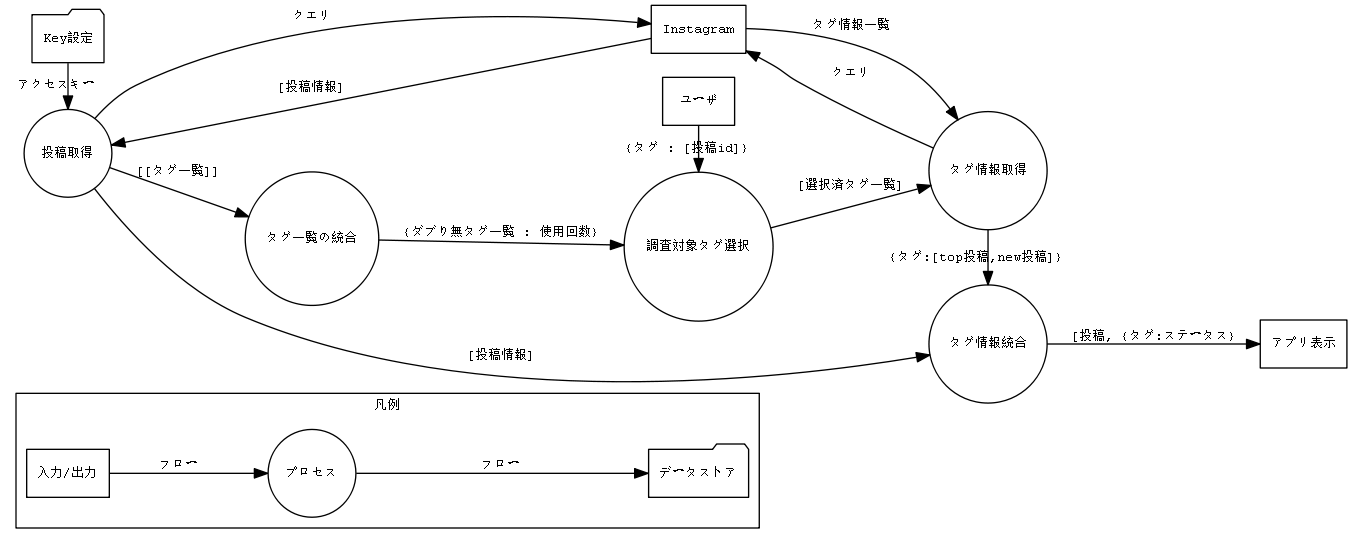 クエリ
Key設定
Instagram
タグ情報一覧
アクセスキー
[投稿情報]
クエリ
ユーザ
投稿取得
{タグ : [投稿id]}
タグ情報取得
[[タグ一覧]]
[選択済タグ一覧]
タグ一覧の統合
{ダブり無タグ一覧 : 使用回数}
調査対象タグ選択
{タグ:[top投稿,new投稿]}
[投稿情報]
タグ情報統合
[投稿, {タグ:ステータス}
アプリ表示
凡例
入力/出力
フロー
プロセス
フロー
データストア